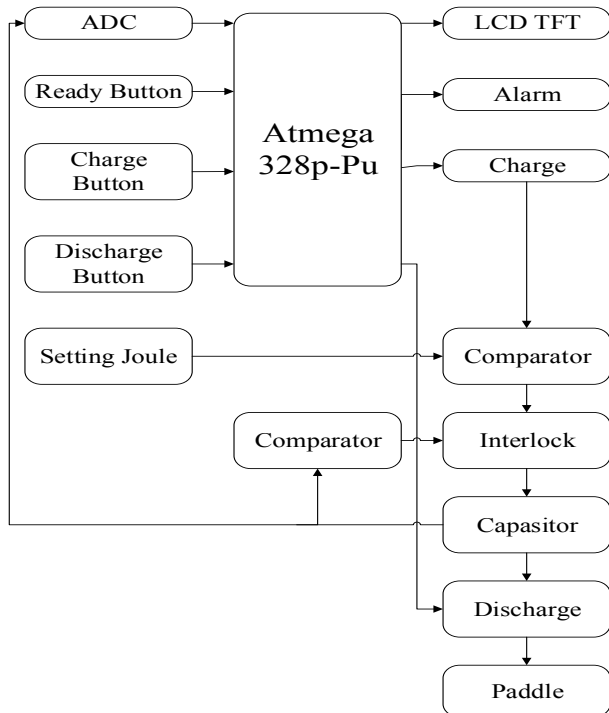 ADC
LCD TFT
Ready Button
Alarm
Atmega
328p-Pu
Charge
Button
Charge
Discharge
Button
Setting Joule
Comparator
Comparator
Interlock
Capasitor
Discharge
Paddle